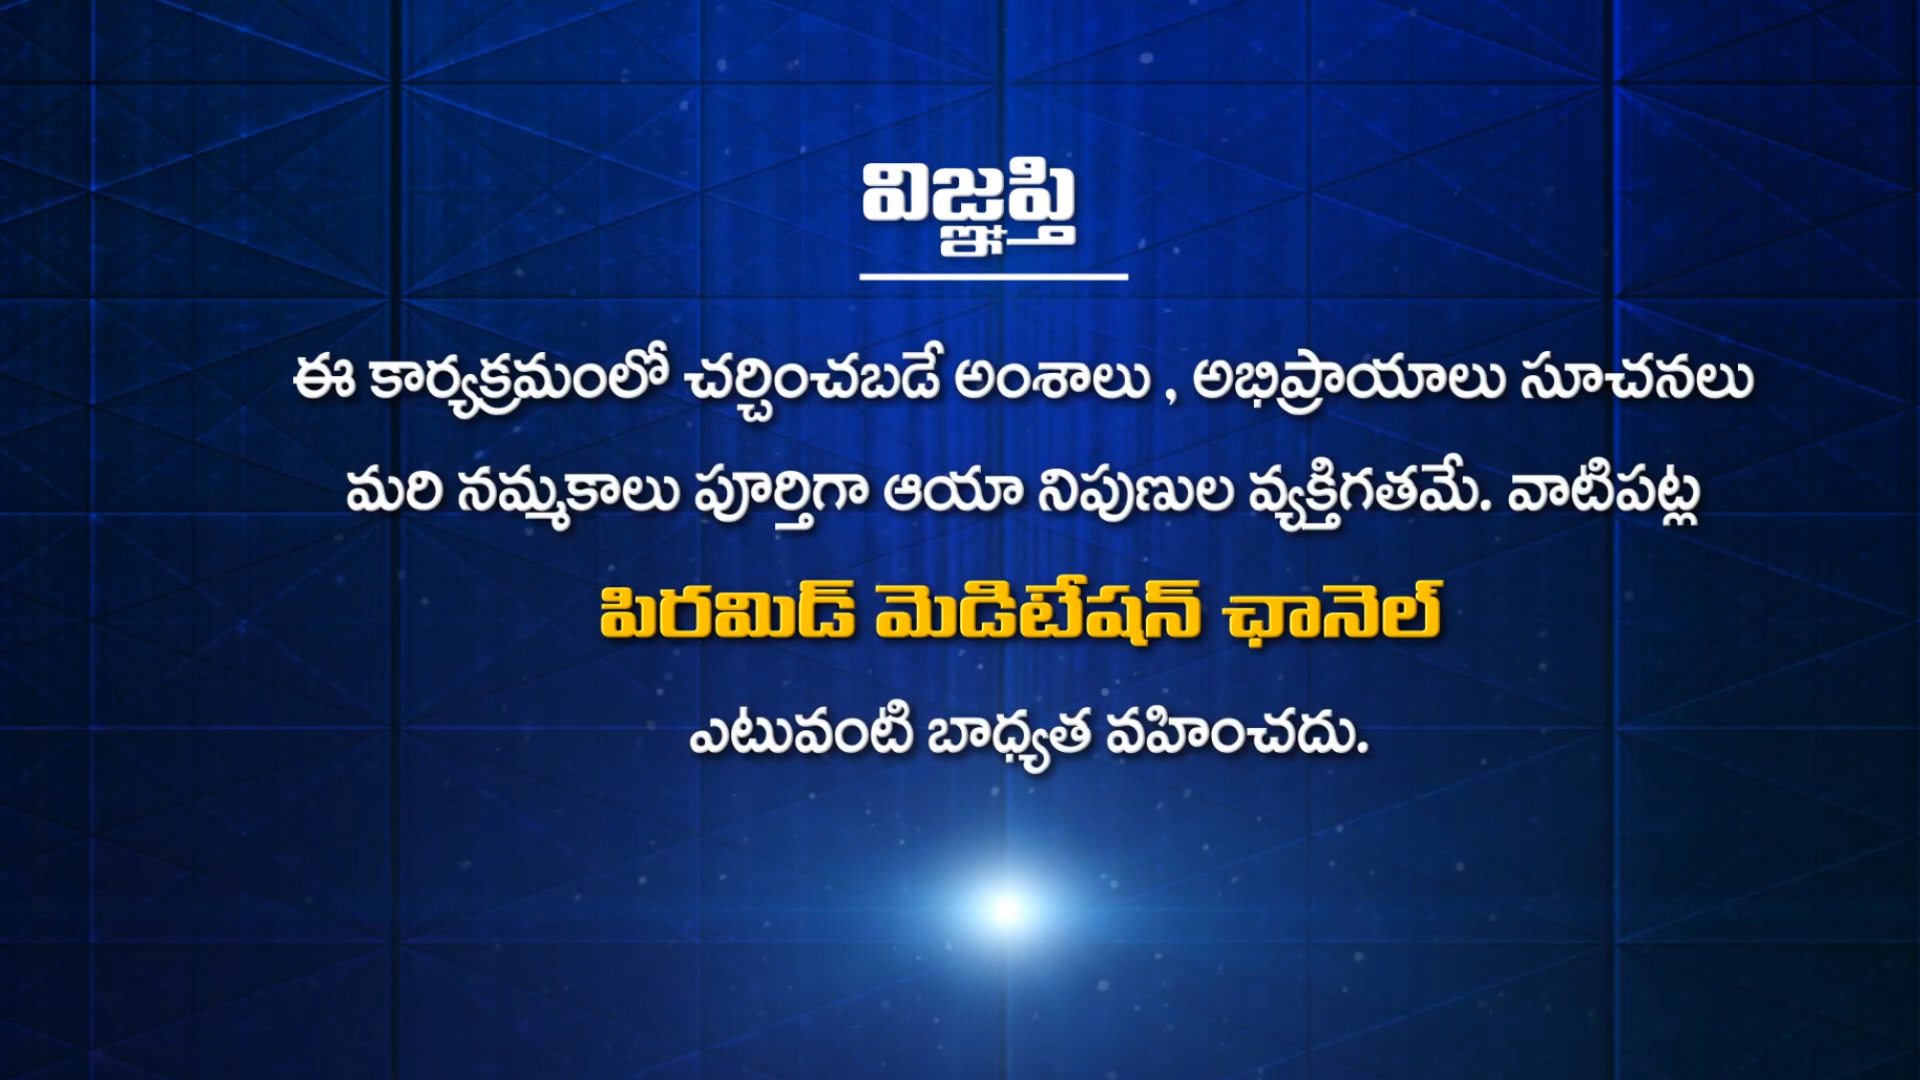 విజ్ఞప్తి
ఈ కార్యక్రమంలో చర్చించబడే అంశాలు , అభిప్రాయాలు సూచనలు
మరి నమ్మకాలు పూర్తిగా ఆయా నిపుణుల వ్యక్తిగతమే. వాటిపట్ల
పిరమిడ్ మెడిటేషన్ ఛానెల్
ఎటువంటి బాధ్యత వహించదు.